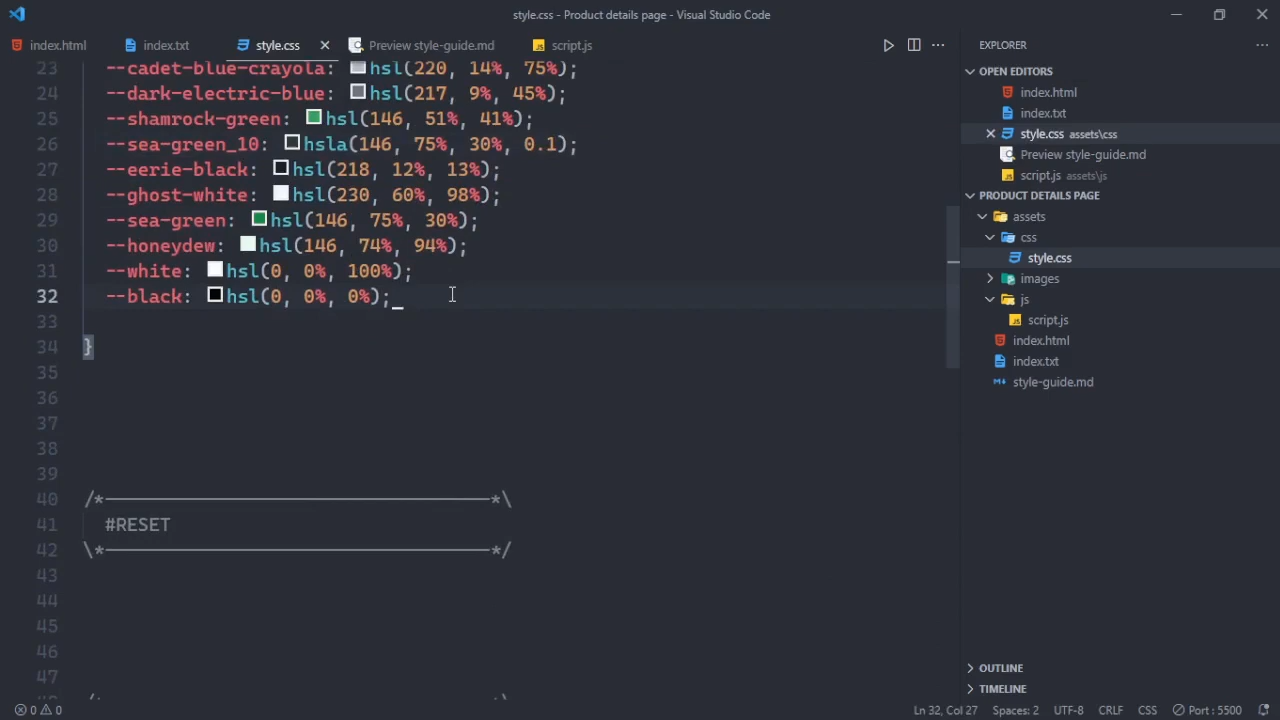 style.css - Product details page - Visual Studio Code
index.html
index.txt
style.css
Preview style-guide.md
script.js
23 --cadet-blue-crayola: hsl(220, 14%, 75%);
24 --dark-electric-blue: hsl(217, 9%, 45%);
25 --shamrock-green: hsl(146, 51%, 41%);
26 --sea-green_10: hsla(146, 75%, 30%, 0.1);
27 --eerie-black: hsl(218, 12%, 13%);
28 --ghost-white: hsl(230, 60%, 98%);
29 --sea-green: hsl(146, 75%, 30%);
30 --honeydew: hsl(146, 74%, 94%);
31 --white: hsl(0, 0%, 100%);
32 --black: hsl(0, 0%, 0%);
33
34 }
35
36
37
38
39
40 /*-----------------------------------*\
41 #RESET
42 \*-----------------------------------*/
43
44
45
46
47
EXPLORER
OPEN EDITORS
index.html
index.txt
style.css assets\css
Preview style-guide.md
script.js assets\js
PRODUCT DETAILS PAGE
assets
css
style.css
images
js
script.js
index.html
index.txt
style-guide.md
OUTLINE
TIMELINE
0 0
Ln 32, Col 27
Spaces: 2
UTF-8
CRLF
CSS
Port : 5500